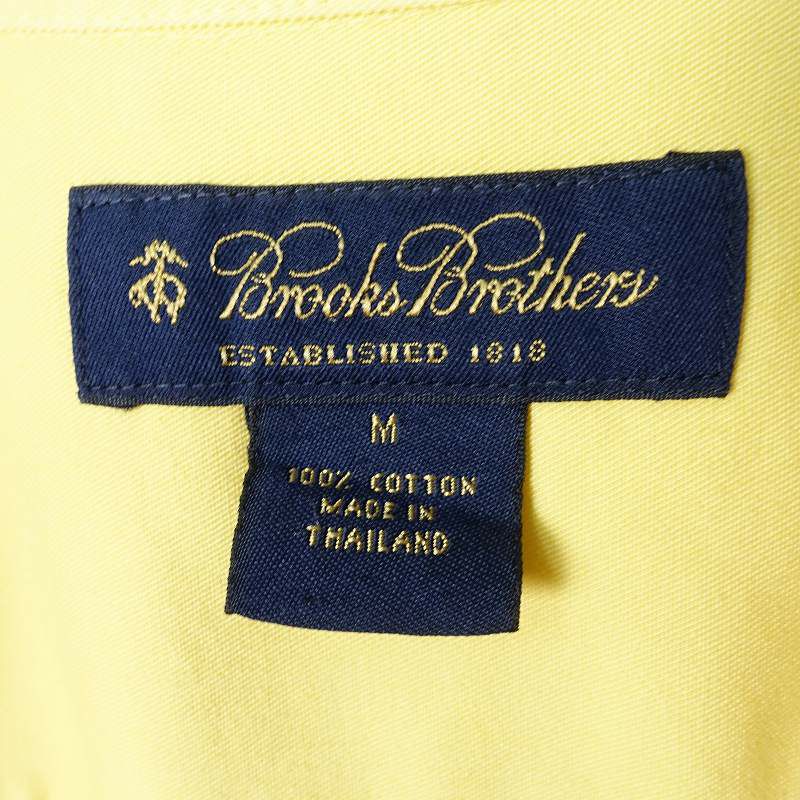 Brooks Brothers
ESTABLISHED 1818
M
100% COTTON
MADE IN
THAILAND